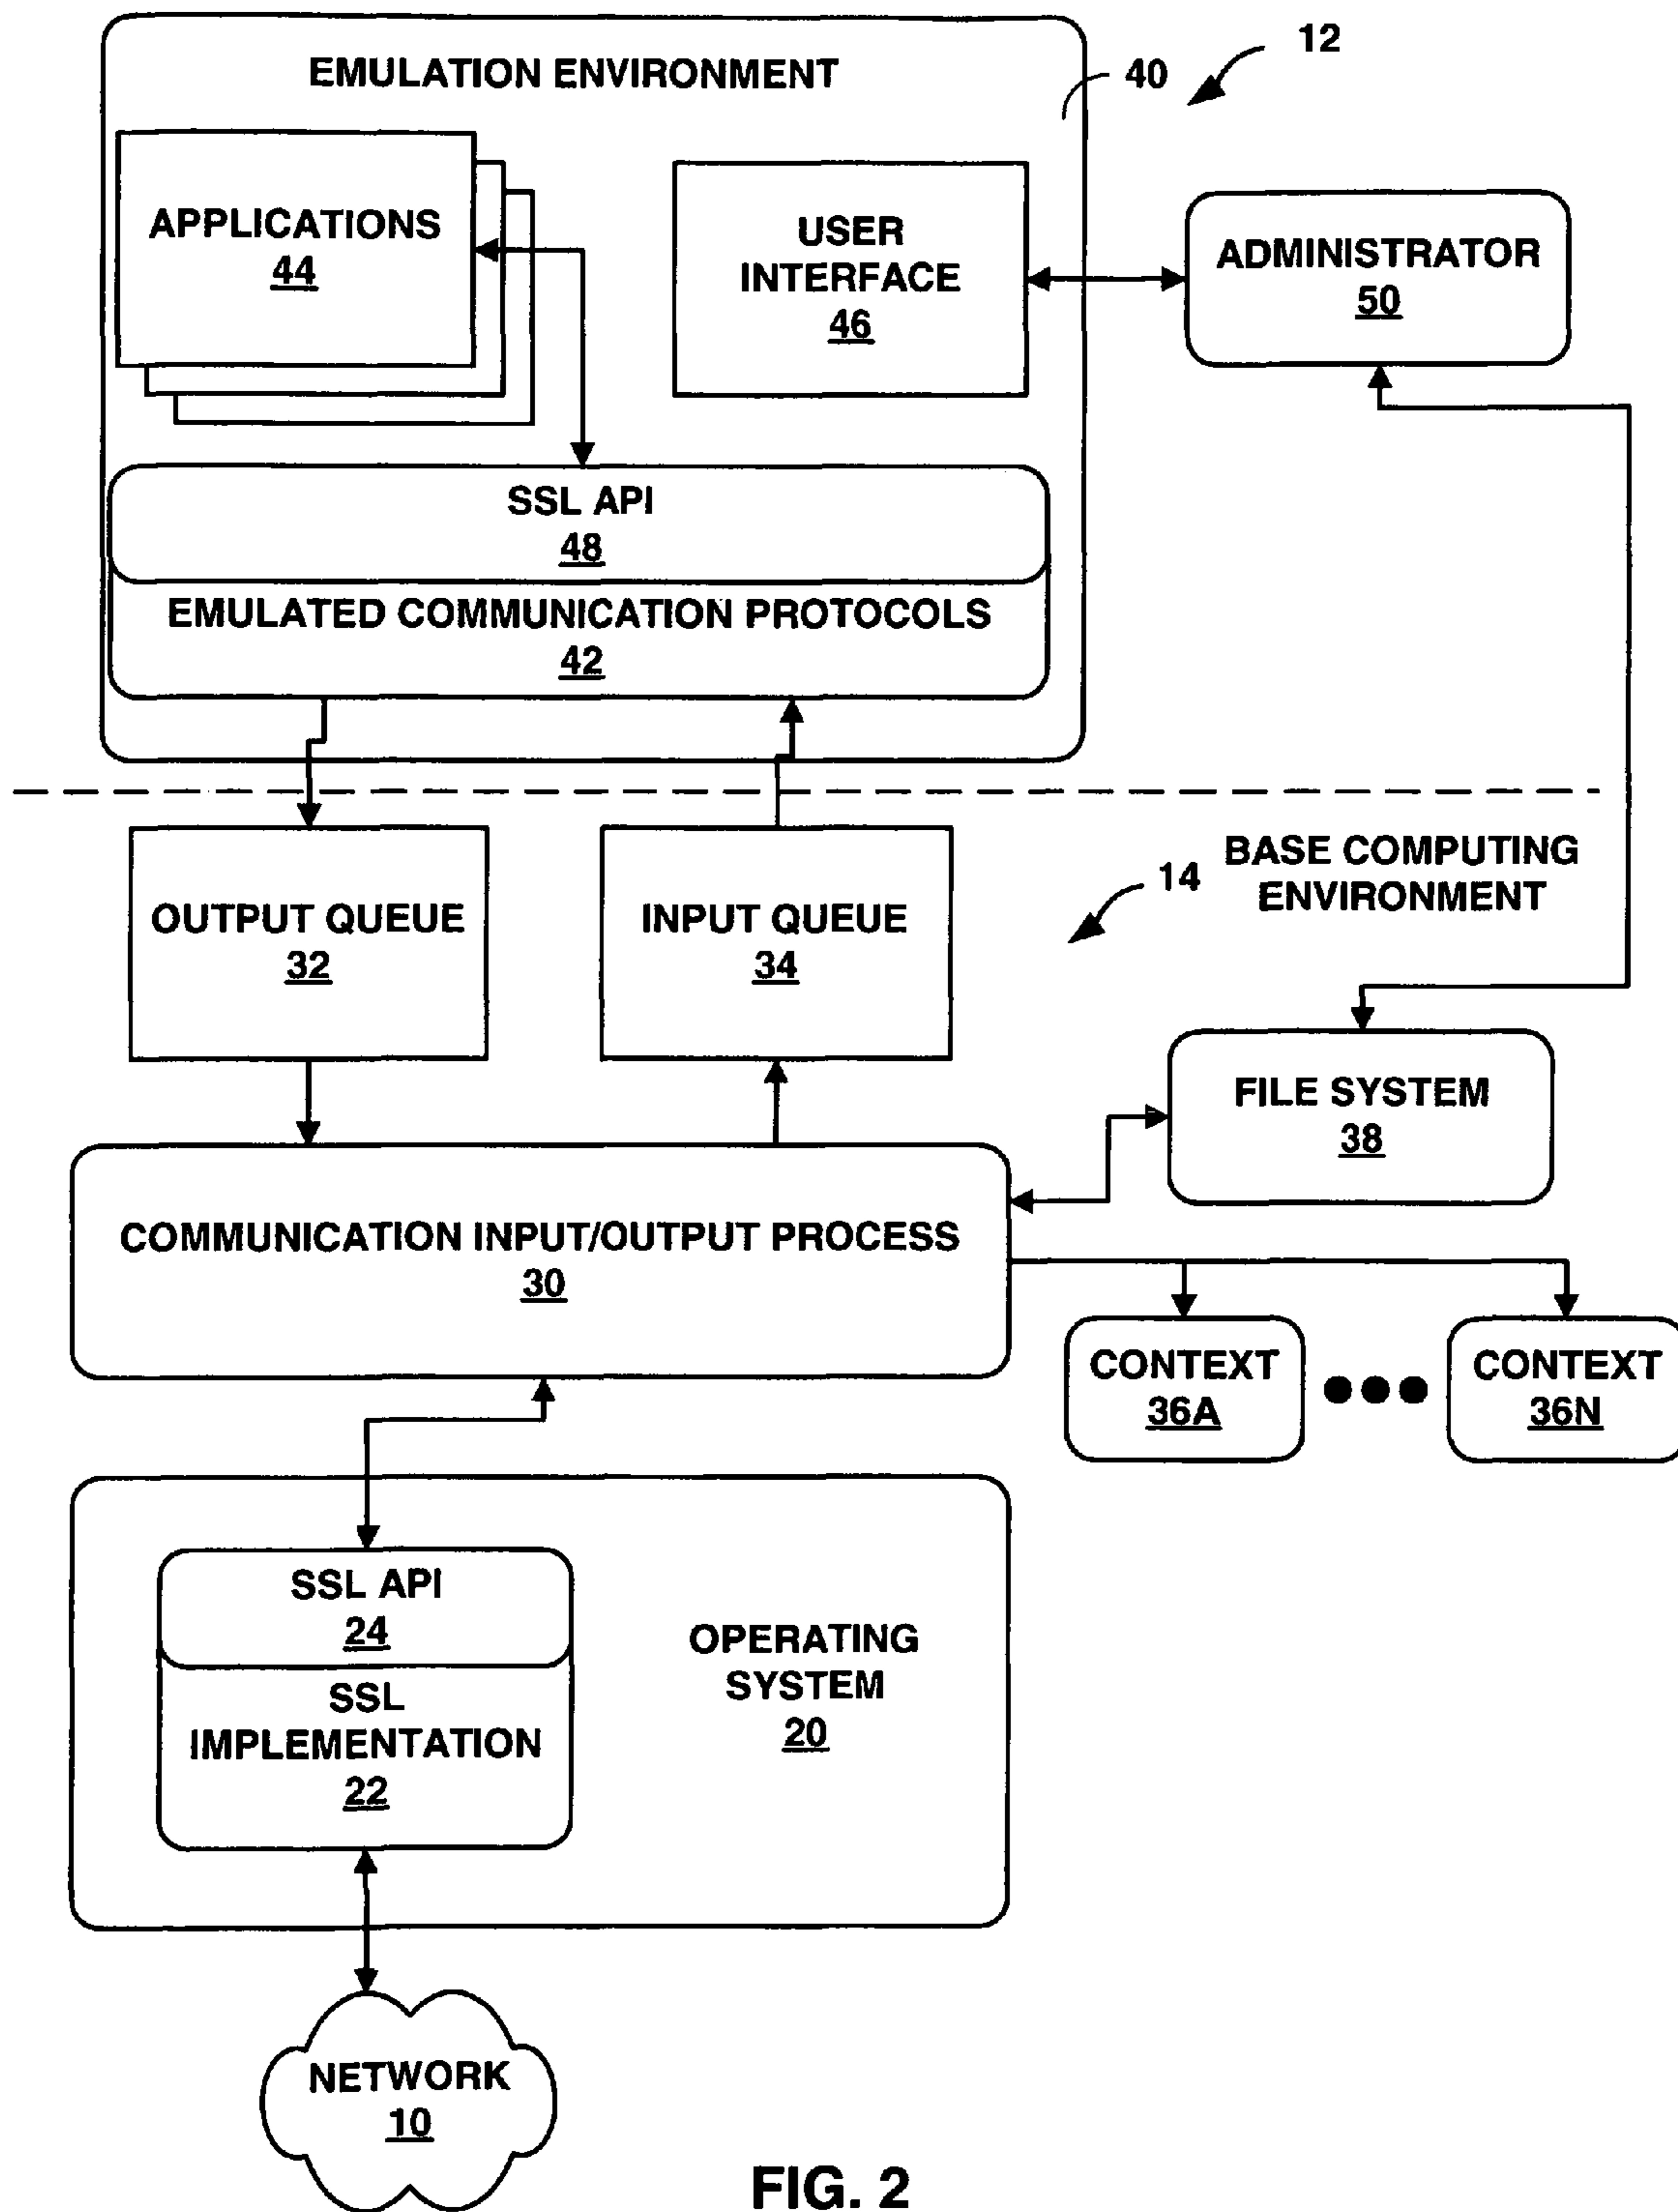 12
EMULATION ENVIRONMENT
40
APPLICATIONS
44
USER
INTERFACE
46
ADMINISTRATOR
50
SSL API
48
EMULATED COMMUNICATION PROTOCOLS
42
BASE COMPUTING
ENVIRONMENT
14
OUTPUT QUEUE
32
INPUT QUEUE
34
FILE SYSTEM
38
COMMUNICATION INPUT/OUTPUT PROCESS
30
CONTEXT
36A
CONTEXT
36N
SSL API
24
SSL
IMPLEMENTATION
22
OPERATING
SYSTEM
20
NETWORK
10
FIG. 2